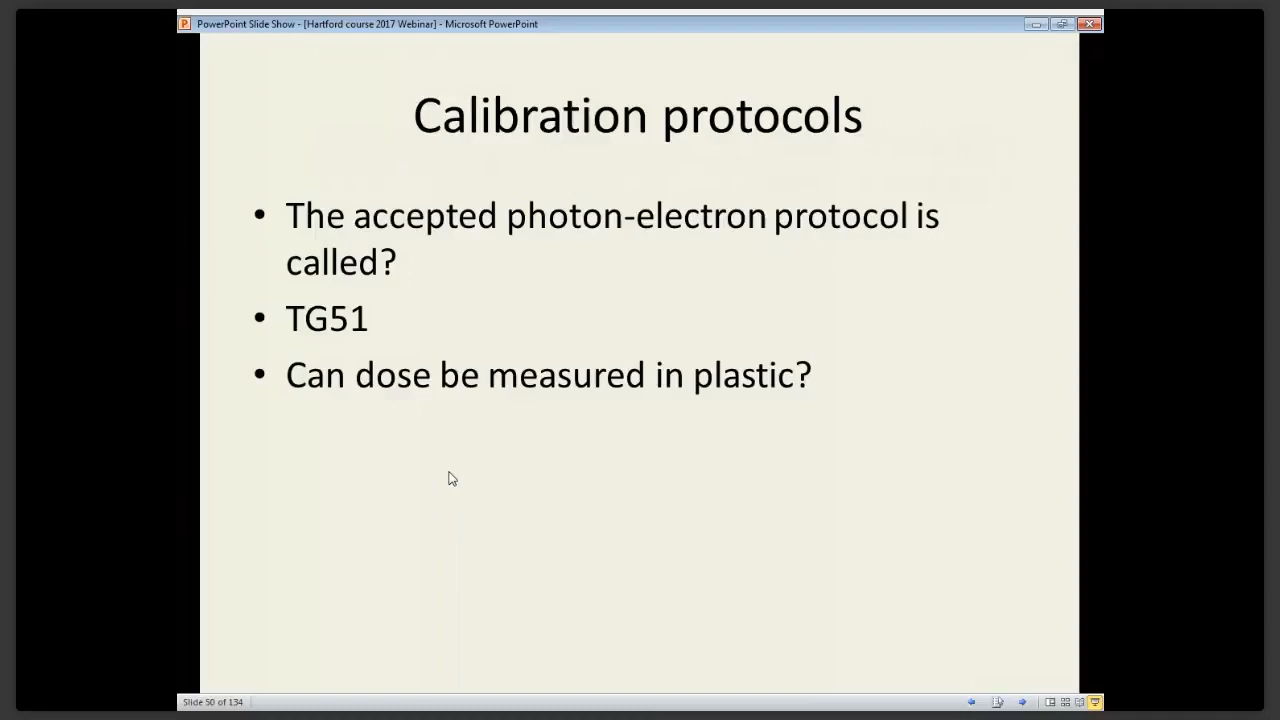 PowerPoint Slide Show - [Hartford course 2017 Webinar] - Microsoft PowerPoint
Calibration protocols
• The accepted photon-electron protocol is
called?
• TG51
• Can dose be measured in plastic?
Slide 50 of 134